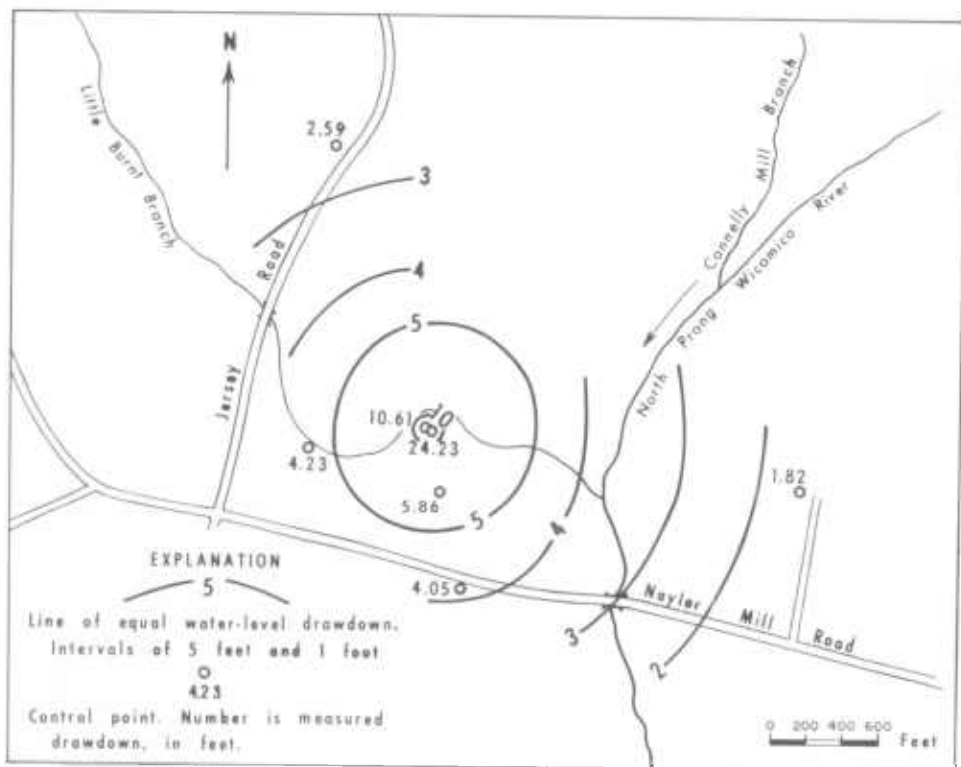 N
2.59
3
Little Burnt Branch
Connelly Mill Branch
North Prong Wicomico River
Jersey Road
4
5
10.61
24.23
4.23
5.86
5
1.82
4
4.05
3
2
Naylor Mill Road
EXPLANATION
5
Line of equal water-level drawdown.
Intervals of 5 feet and 1 foot
4.23
Control point. Number is measured
drawdown, in feet.
0 200 400 600
Feet